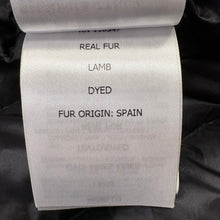 REAL FUR
LAMB
DYED
FUR ORIGIN: SPAIN